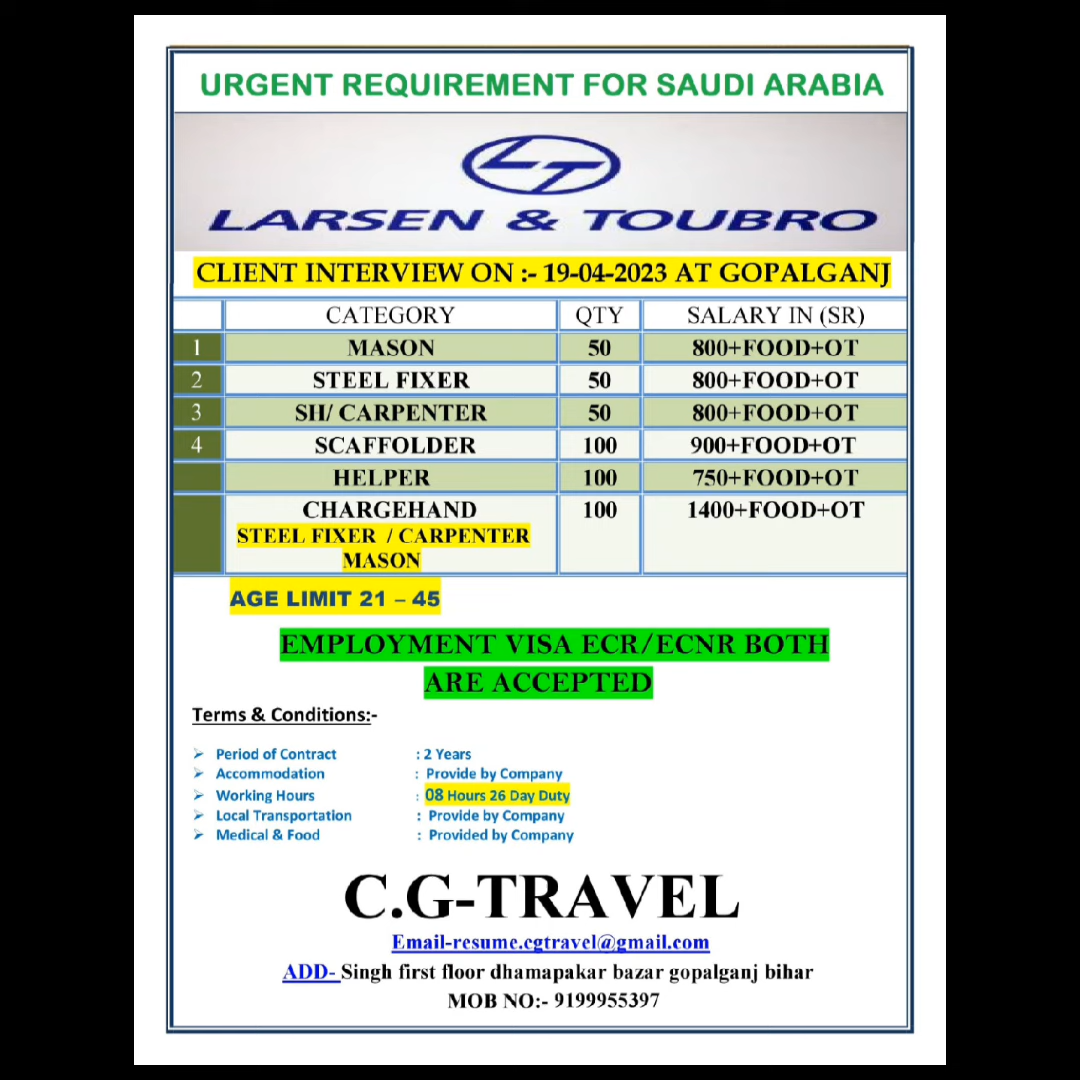 URGENT REQUIREMENT FOR SAUDI ARABIA
LT
LARSEN & TOUBRO
CLIENT INTERVIEW ON :- 19-04-2023 AT GOPALGANJ
CATEGORY QTY SALARY IN (SR)
1 MASON 50 800+FOOD+OT
2 STEEL FIXER 50 800+FOOD+OT
3 SH/ CARPENTER 50 800+FOOD+OT
4 SCAFFOLDER 100 900+FOOD+OT
HELPER 100 750+FOOD+OT
CHARGEHAND 100 1400+FOOD+OT
STEEL FIXER / CARPENTER
MASON
AGE LIMIT 21 – 45
EMPLOYMENT VISA ECR/ECNR BOTH
ARE ACCEPTED
Terms & Conditions:-
Period of Contract : 2 Years
Accommodation : Provide by Company
Working Hours : 08 Hours 26 Day Duty
Local Transportation : Provide by Company
Medical & Food : Provided by Company
C.G-TRAVEL
Email-resume.cgtravel@gmail.com
ADD- Singh first floor dhamapakar bazar gopalganj bihar
MOB NO:- 9199955397